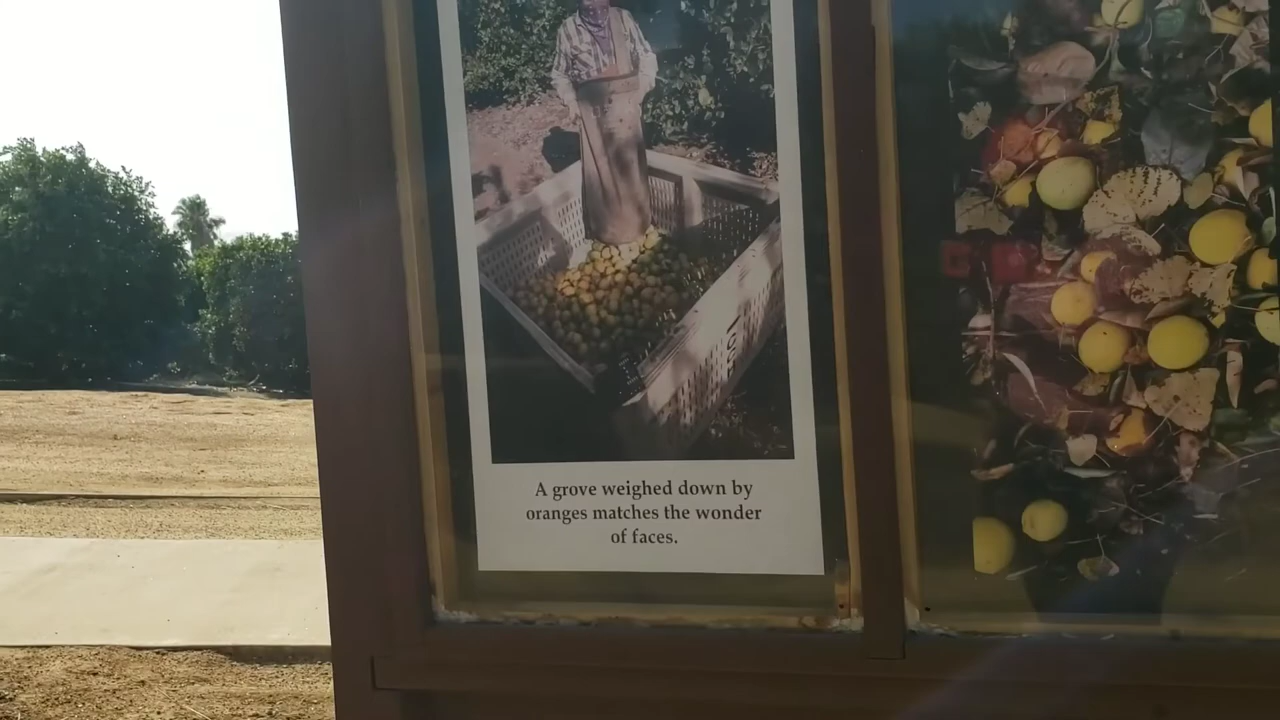 A grove weighed down by
oranges matches the wonder
of faces.